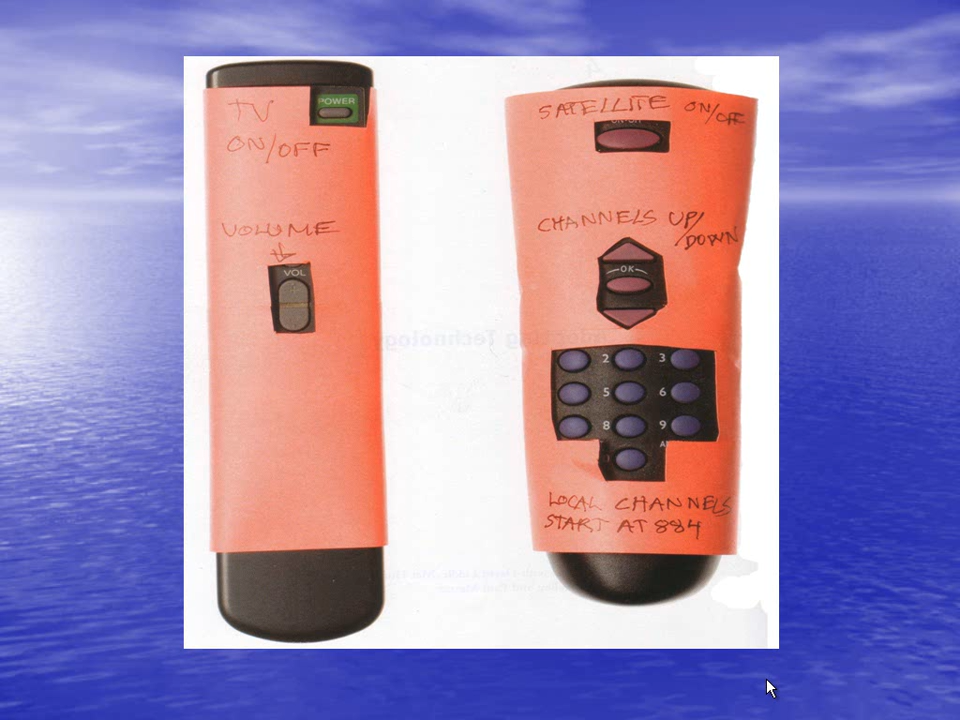 TV
POWER
ON/OFF
VOLUME
VOL
SATELLITE ON/OFF
CHANNELS UP/
DOWN
OK
2 3
5 6
8 9
LOCAL CHANNELS
START AT 884